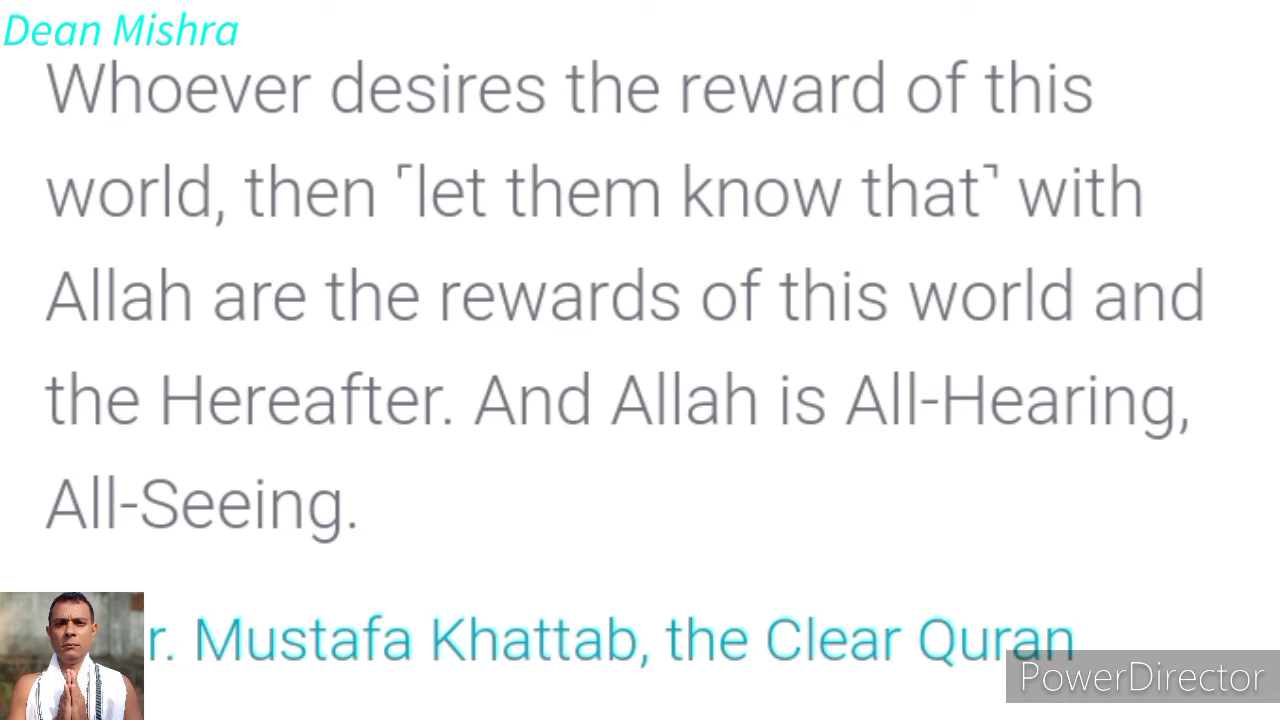 Dean Mishra
Whoever desires the reward of this
world, then ⸢let them know that⸣ with
Allah are the rewards of this world and
the Hereafter. And Allah is All-Hearing,
All-Seeing.
r. Mustafa Khattab, the Clear Quran
PowerDirector